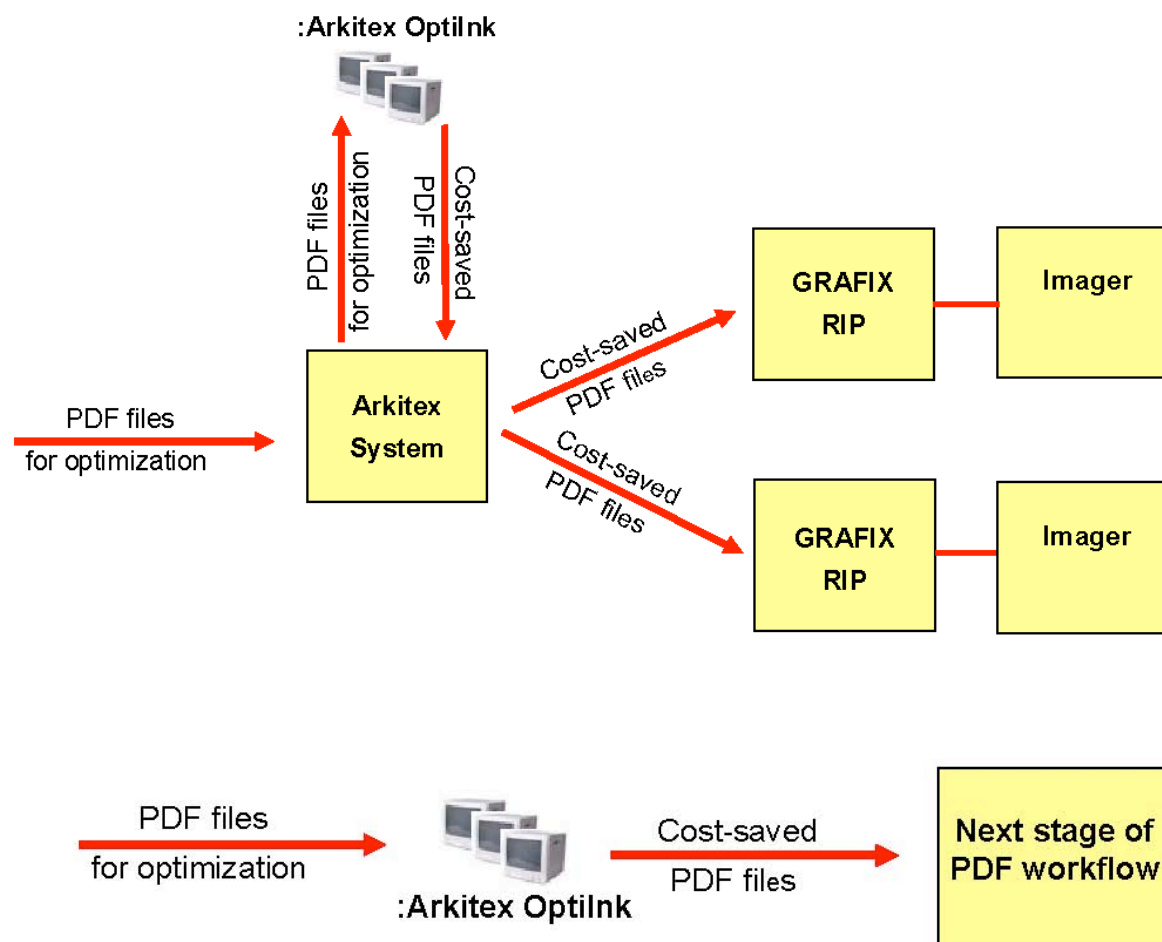 :Arkitex OptiInk
PDF files
for optimization
Cost-saved
PDF files
PDF files
for optimization
Arkitex
System
Cost-saved
PDF files
Cost-saved
PDF files
GRAFIX
RIP
Imager
GRAFIX
RIP
Imager
PDF files
for optimization
:Arkitex OptiInk
Cost-saved
PDF files
Next stage of
PDF workflow